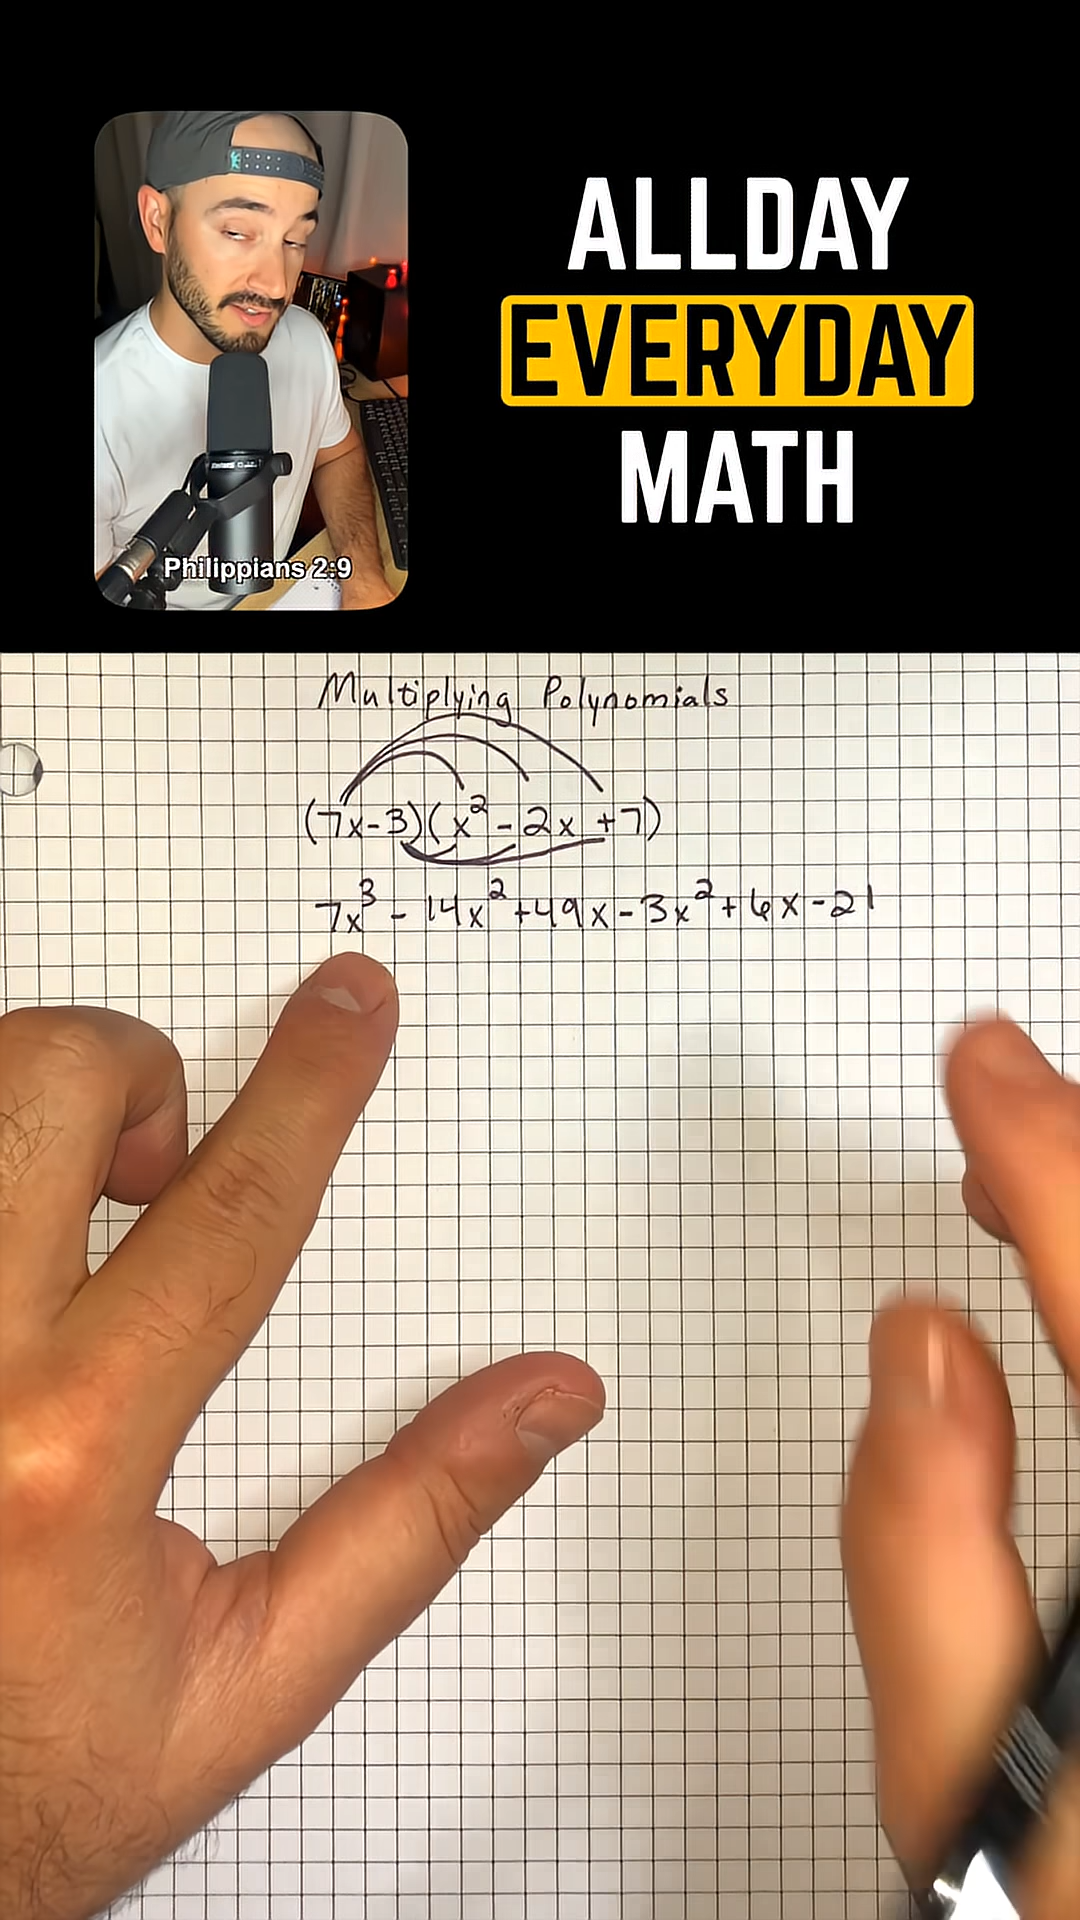 ALLDAY
EVERYDAY
MATH
Philippians 2:9
Multiplying Polynomials
(7x-3)(x² - 2x + 7)
7x³ - 14x² + 49x - 3x² + 6x - 21